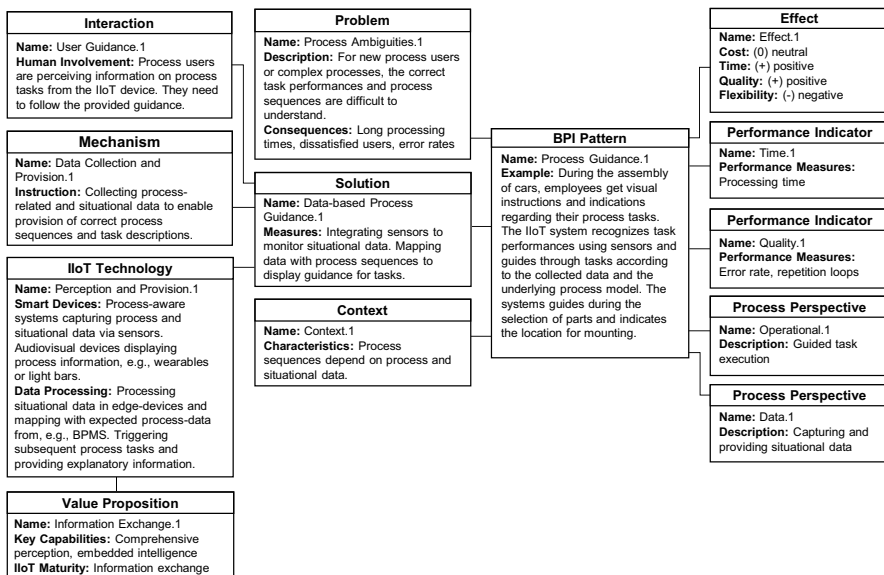 Interaction
Name: User Guidance.1
Human Involvement: Process users
are perceiving information on process
tasks from the IIoT device. They need
to follow the provided guidance.
Mechanism
Name: Data Collection and
Provision.1
Instruction: Collecting process-
related and situational data to enable
provision of correct process
sequences and task descriptions.
IIoT Technology
Name: Perception and Provision.1
Smart Devices: Process-aware
systems capturing process and
situational data via sensors.
Audiovisual devices displaying
process information, e.g., wearables
or light bars.
Data Processing: Processing
situational data in edge-devices and
mapping with expected process-data
from, e.g., BPMS. Triggering
subsequent process tasks and
providing explanatory information.
Value Proposition
Name: Information Exchange.1
Key Capabilities: Comprehensive
perception, embedded intelligence
IIoT Maturity: Information exchange
Problem
Name: Process Ambiguities.1
Description: For new process users
or complex processes, the correct
task performances and process
sequences are difficult to
understand.
Consequences: Long processing
times, dissatisfied users, error rates
Solution
Name: Data-based Process
Guidance.1
Measures: Integrating sensors to
monitor situational data. Mapping
data with process sequences to
display guidance for tasks.
Context
Name: Context.1
Characteristics: Process
sequences depend on process and
situational data.
BPI Pattern
Name: Process Guidance.1
Example: During the assembly
of cars, employees get visual
instructions and indications
regarding their process tasks.
The IIoT system recognizes task
performances using sensors and
guides through tasks according
to the collected data and the
underlying process model. The
systems guides during the
selection of parts and indicates
the location for mounting.
Effect
Name: Effect.1
Cost: (0) neutral
Time: (+) positive
Quality: (+) positive
Flexibility: (-) negative
Performance Indicator
Name: Time.1
Performance Measures:
Processing time
Performance Indicator
Name: Quality.1
Performance Measures:
Error rate, repetition loops
Process Perspective
Name: Operational.1
Description: Guided task
execution
Process Perspective
Name: Data.1
Description: Capturing and
providing situational data